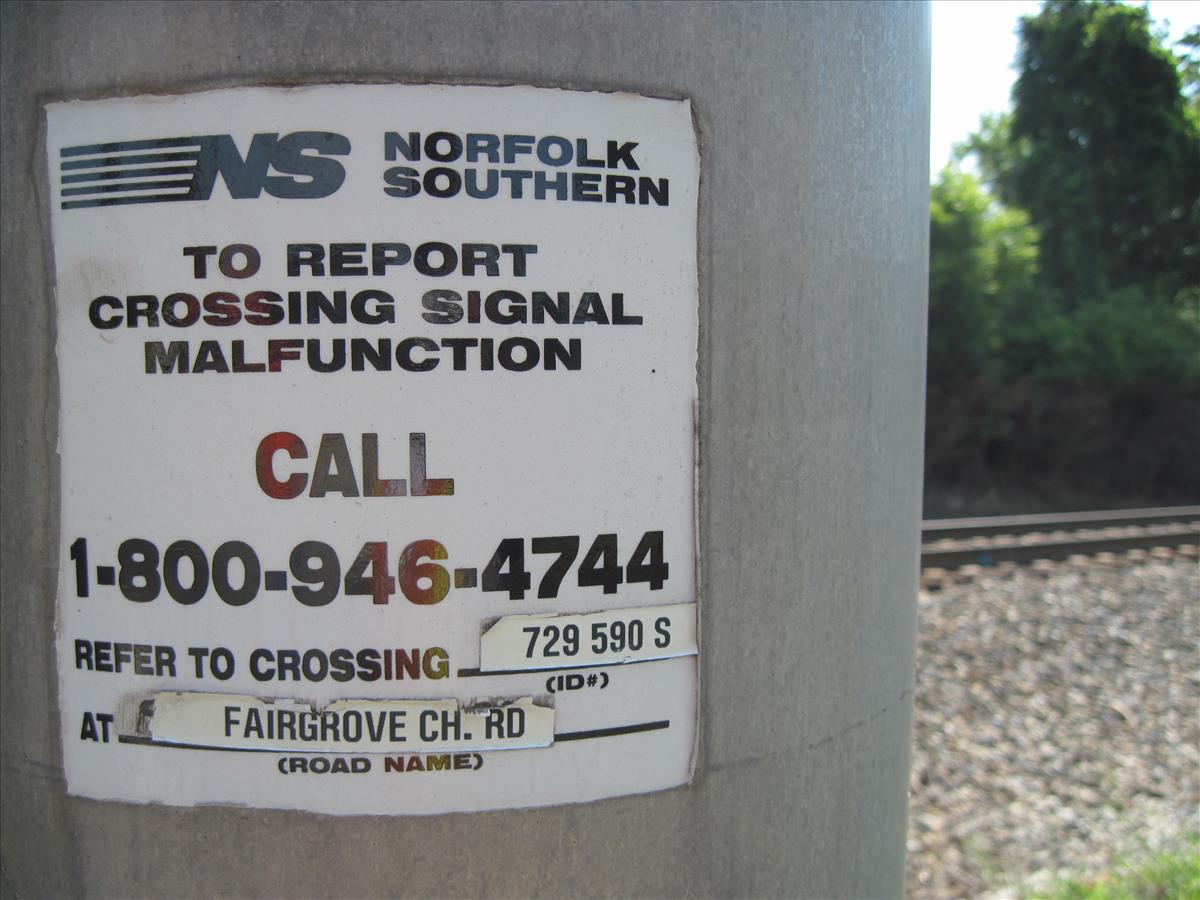 NS NORFOLK
SOUTHERN
TO REPORT
CROSSING SIGNAL
MALFUNCTION
CALL
1-800-946-4744
REFER TO CROSSING 729 590 S
(ID#)
AT FAIRGROVE CH. RD
(ROAD NAME)